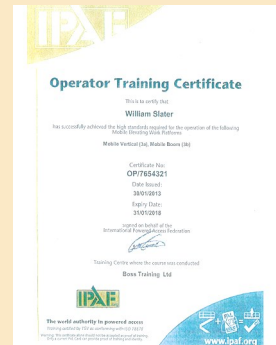 IPAF
Operator Training Certificate
This is to certify that
William Slater
has successfully achieved the high standards required for the operation of the following
Mobile Elevating Work Platforms
Mobile Vertical (3a), Mobile Boom (3b)
Certificate No:
OP/7654321
Date Issued:
30/01/2013
Expiry Date:
31/01/2018
signed on behalf of the
International Powered Access Federation
Training Centre where the course was conducted
Boss Training Ltd
IPAF
The world authority to powered access
www.ipaf.org